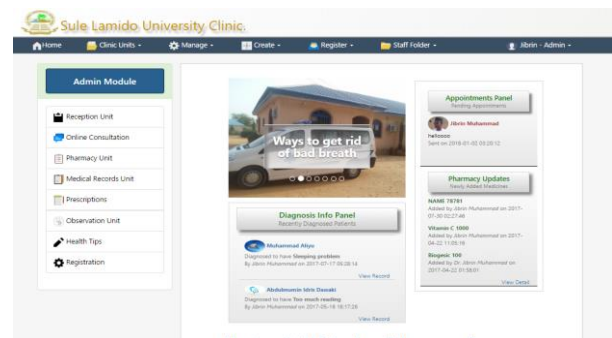 Sule Lamido University Clinic.
Home
Clinic Units
Manage
Create
Register
Staff Folder
Jibrin - Admin
Admin Module
Reception Unit
Online Consultation
Pharmacy Unit
Medical Records Unit
Prescriptions
Observation Unit
Health Tips
Registration
Ways to get rid
of bad breath
Diagnosis Info Panel
Recently Diagnosed Patients
Muhammad Aliyu
Diagnosed to have Sleeping problem
By Jibrin Muhammad on 2017-07-17 06:28:14
View Record
Abdulmumin Idris Dawaki
Diagnosed to have Too much reading
By Jibrin Muhammad on 2017-05-16 16:17:26
View Record
Appointments Panel
Pending Appointments
Jibrin Muhammad
Sent on 2018-01-02 03:20:12
Pharmacy Updates
Newly Added Medicines
NAME 78781
Added by Jibrin Muhammad on 2017-
07-30 02:27:48
Vitamin C 1000
Added by Jibrin Muhammad on 2017-
04-22 11:05:16
Biogesic 100
Added by Dr. Jibrin Muhammad on
2017-04-22 01:58:01
View Detail